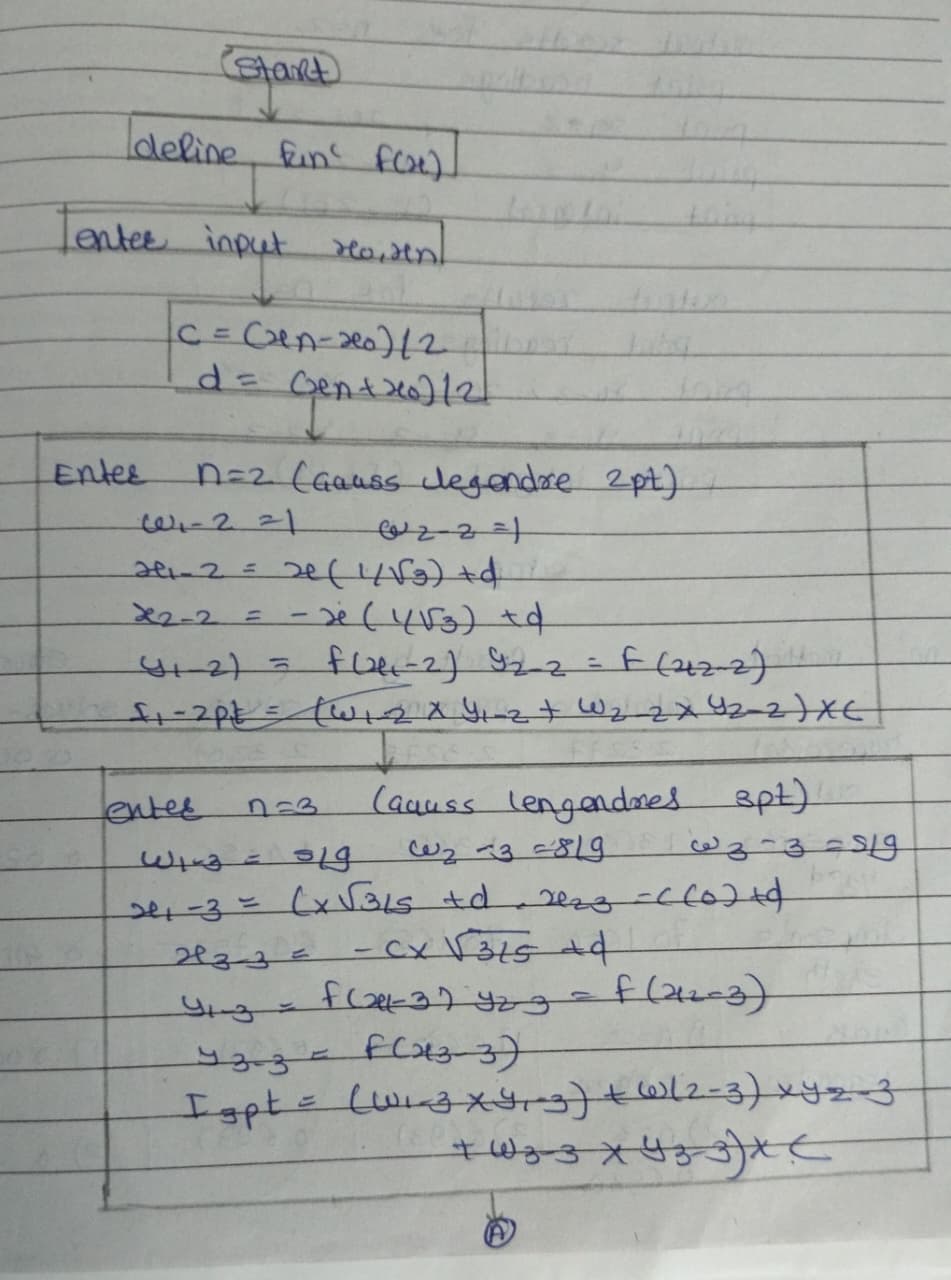 Start
define func f(x)
enter input x0, xn
c = (xn-x0)/2
d = (xn+x0)/2
Enter n=2 (Gauss legendre 2pt)
w1-2 =1 w2-2 =1
x1-2 = x(1/√3) +d
x2-2 = -x(1/√3) +d
y1-2) = f(x1-2) y2-2 = f(x2-2)
I1-2pt = (w1-2 x y1-2 + w2-2 x y2-2) x c
enter n=3 (Gauss lengendres 3pt)
w1-3 = 5/9 w2-3 =8/9 w3-3 = 5/9
x1-3 = Cx√3/5 +d. x2-3 = c(0) +d
x3-3 = - Cx √3/5 +d
y1-3 = f(x1-3) y2-3 = f(x2-3)
y3-3 = f(x3-3)
I 3pt = (w1-3 x y1-3) + w(2-3) x y2-3
+ w3-3 x y3-3) x C
A